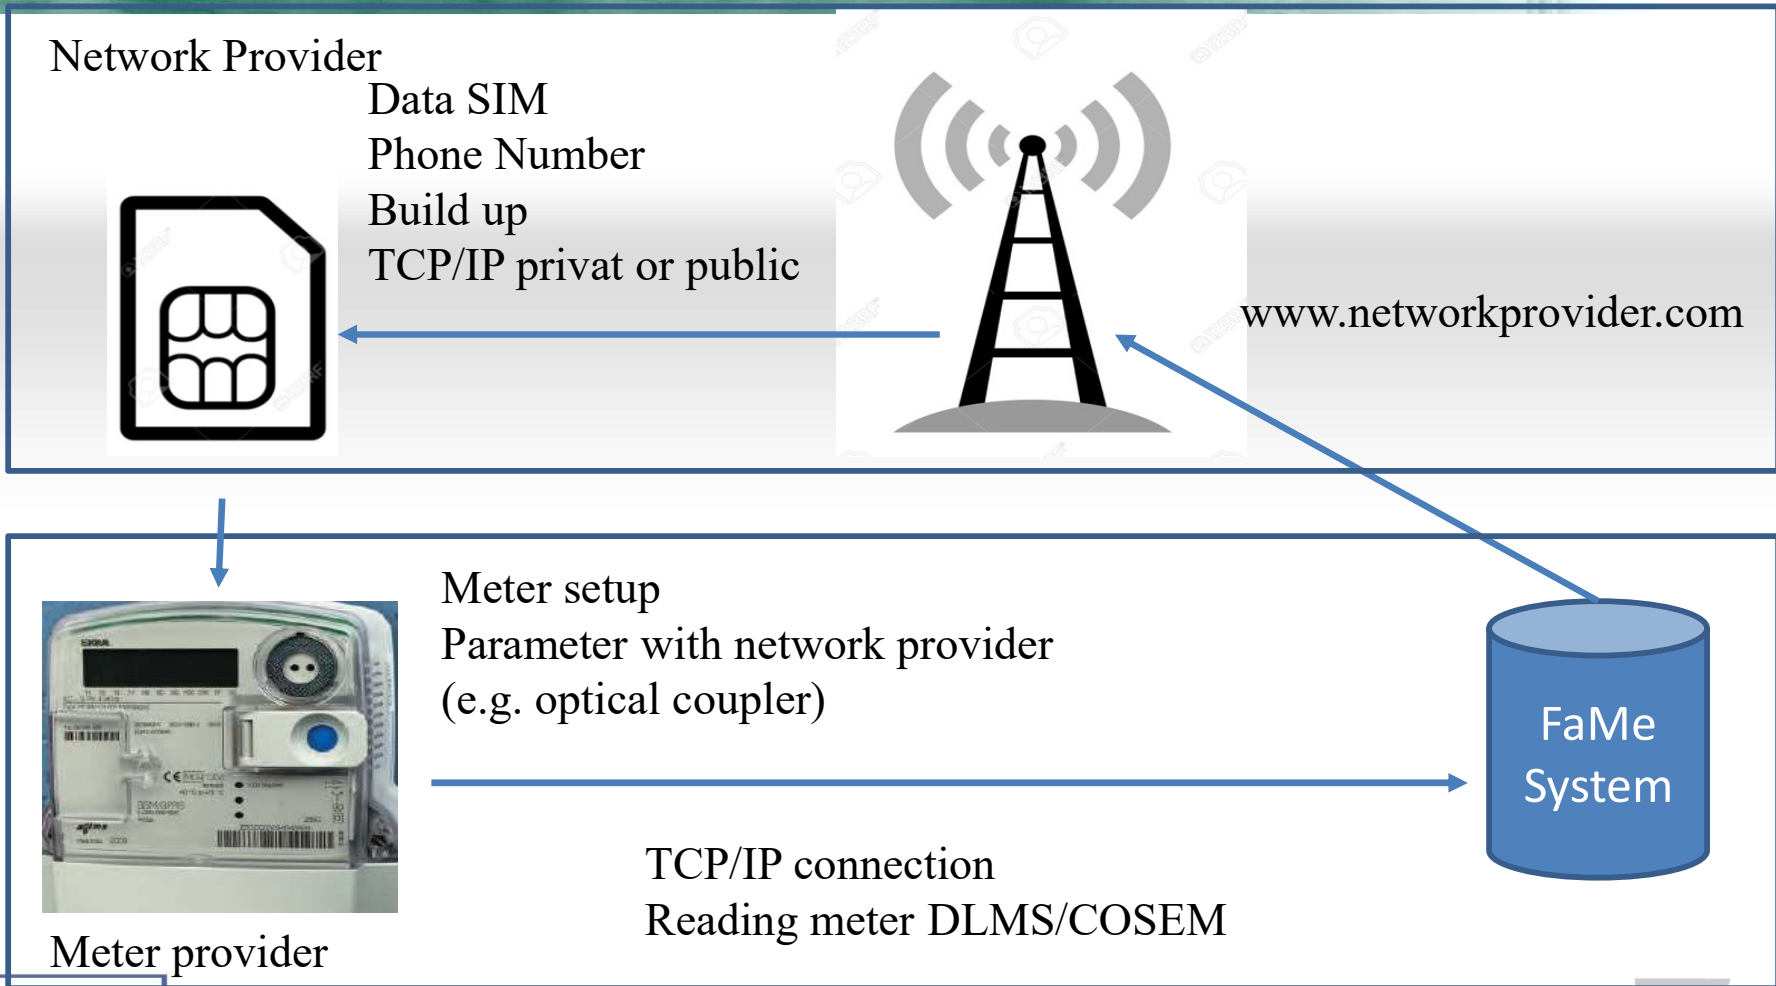 Network Provider
Data SIM
Phone Number
Build up
TCP/IP privat or public
www.networkprovider.com
Meter setup
Parameter with network provider
(e.g. optical coupler)
FaMe
System
TCP/IP connection
Reading meter DLMS/COSEM
Meter provider